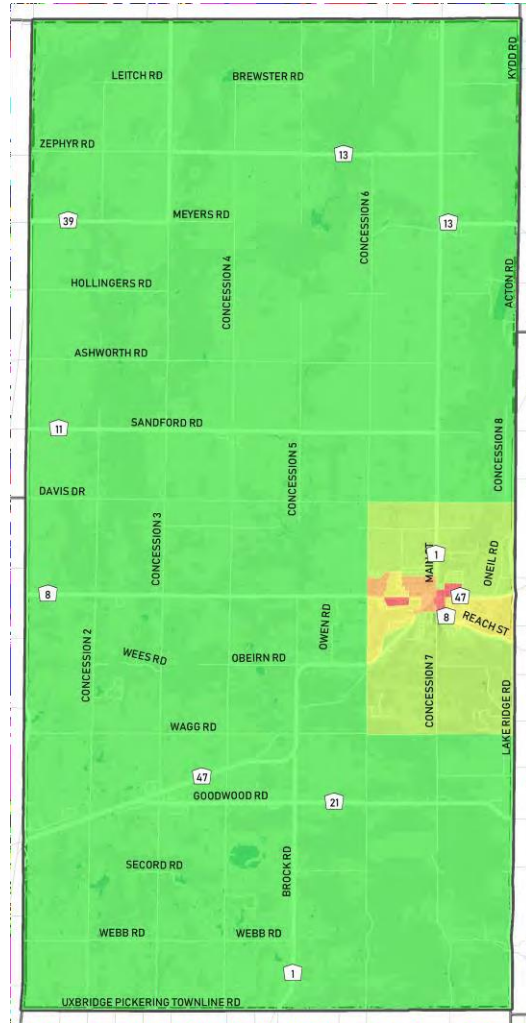 LEITCH RD
BREWSTER RD
KYDD RD
ZEPHYR RD
13
39
MEYERS RD
CONCESSION 6
13
HOLLINGERS RD
CONCESSION 4
ACTON RD
ASHWORTH RD
11
SANDFORD RD
CONCESSION 5
CONCESSION 8
DAVIS DR
CONCESSION 3
1
MAIN ST
ONEIL RD
8
47
8
REACH ST
OWEN RD
CONCESSION 2
WEES RD
OBEIRN RD
CONCESSION 7
LAKE RIDGE RD
WAGG RD
47
GOODWOOD RD
21
SECORD RD
BROCK RD
WEBB RD
WEBB RD
1
UXBRIDGE PICKERING TOWNLINE RD